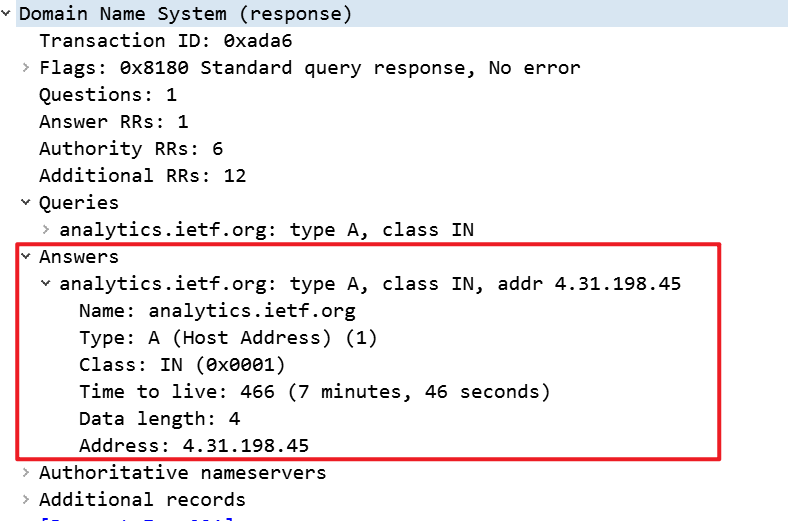 Domain Name System (response)
Transaction ID: 0xada6
Flags: 0x8180 Standard query response, No error
Questions: 1
Answer RRs: 1
Authority RRs: 6
Additional RRs: 12
Queries
analytics.ietf.org: type A, class IN
Answers
analytics.ietf.org: type A, class IN, addr 4.31.198.45
Name: analytics.ietf.org
Type: A (Host Address) (1)
Class: IN (0x0001)
Time to live: 466 (7 minutes, 46 seconds)
Data length: 4
Address: 4.31.198.45
Authoritative nameservers
Additional records